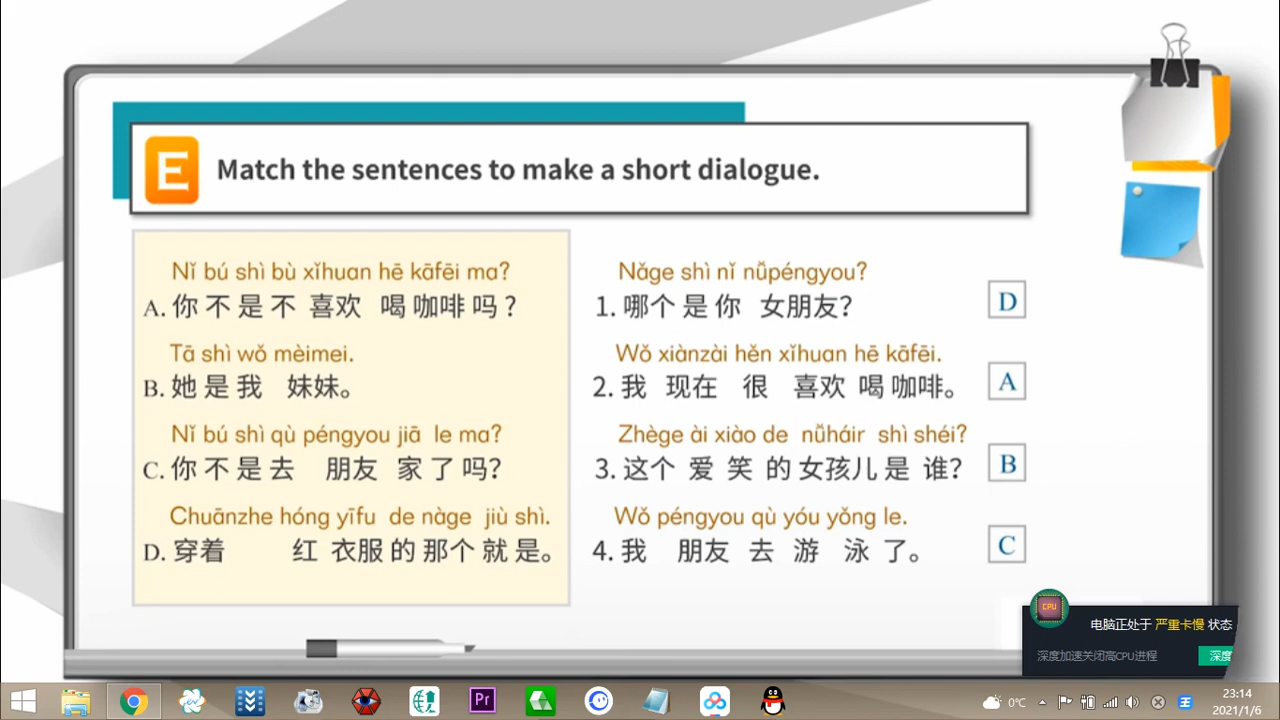 E Match the sentences to make a short dialogue.
Nǐ bú shì bù xǐhuan hē kāfēi ma?
A. 你不是不 喜欢 喝咖啡吗?
Tā shì wǒ mèimei.
B. 她是我 妹妹。
Nǐ bú shì qù péngyou jiā le ma?
C. 你不是去 朋友 家了吗?
Chuānzhe hóng yīfu de nàge jiù shì.
D. 穿着 红 衣服的那个就是。
Nǎge shì nǐ nǚpéngyou?
1. 哪个是你 女朋友? D
Wǒ xiànzài hěn xǐhuan hē kāfēi.
2. 我 现在 很 喜欢 喝咖啡。 A
Zhège ài xiào de nǚháir shì shéi?
3. 这个 爱 笑 的女孩儿是 谁? B
Wǒ péngyou qù yóu yǒng le.
4. 我 朋友 去 游 泳 了。 C
CPU
电脑正处于 严重卡慢 状态
深度加速关闭高CPU进程 深度
Pr
0°C
23:14
2021/1/6